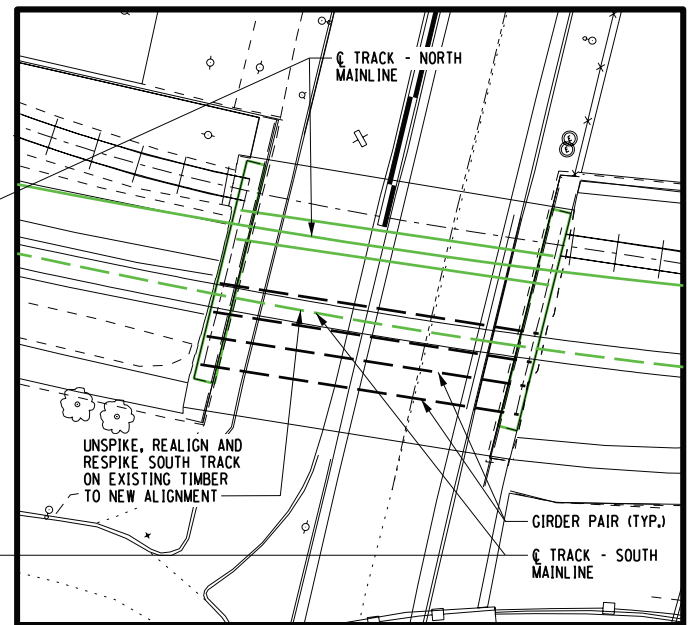 ℄ TRACK - NORTH
MAINLINE
UNSPIKE, REALIGN AND
RESPIKE SOUTH TRACK
ON EXISTING TIMBER
TO NEW ALIGNMENT
GIRDER PAIR (TYP.)
℄ TRACK - SOUTH
MAINLINE